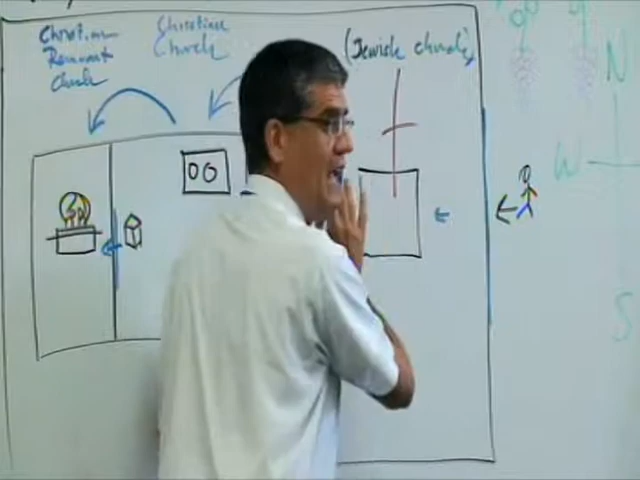 Christian
Remnant
Church
Christian
Church
(Jewish church)
N
W
S